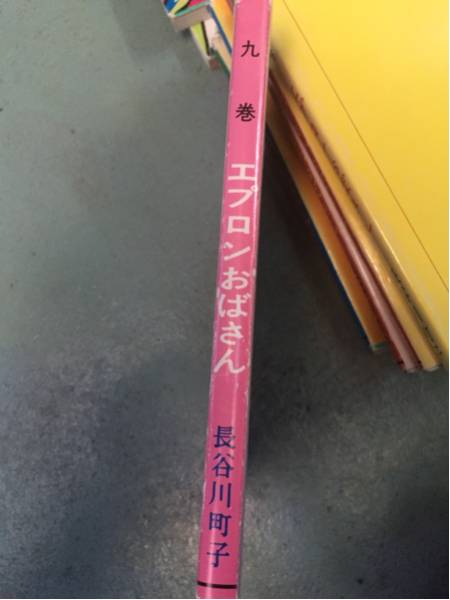 九巻
エプロンおばさん
長谷川町子